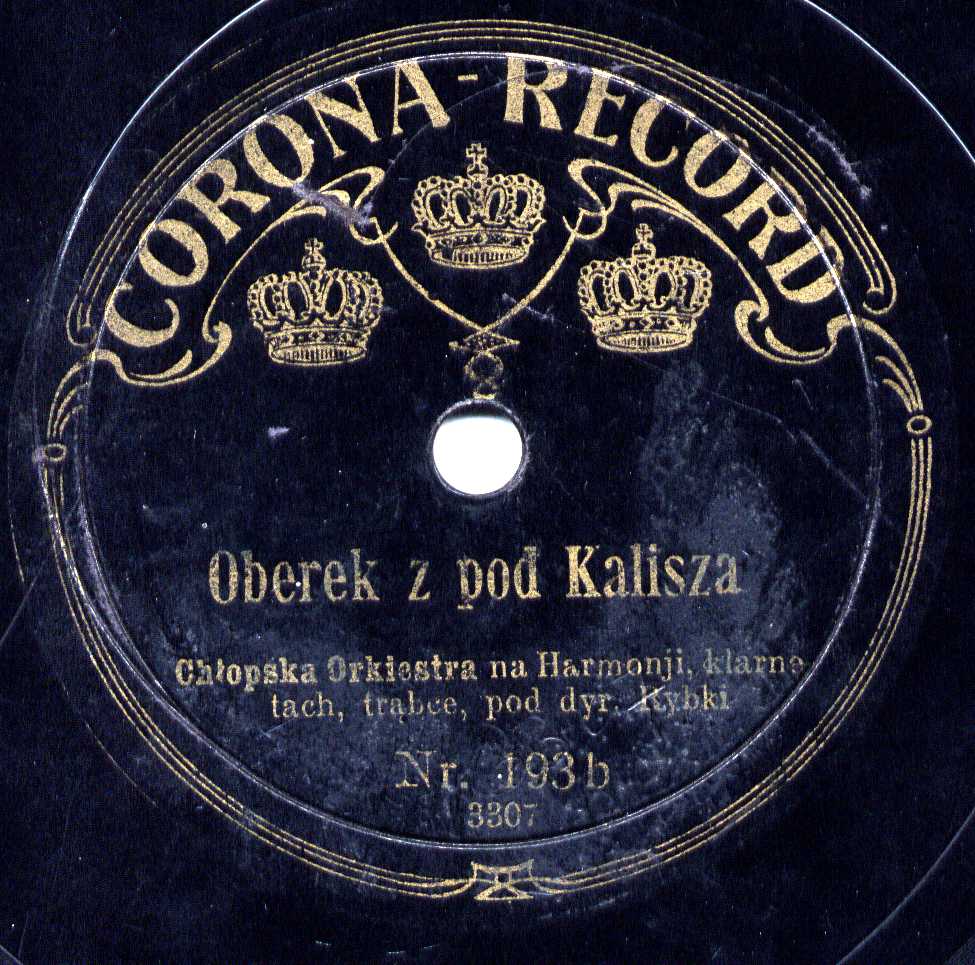 CORONA-RECORD
Oberek z pod Kalisza
Chłopska Orkiestra na Harmonji, klarne-
tach, trąbce, pod dyr. Rybki
Nr. 193b
3307